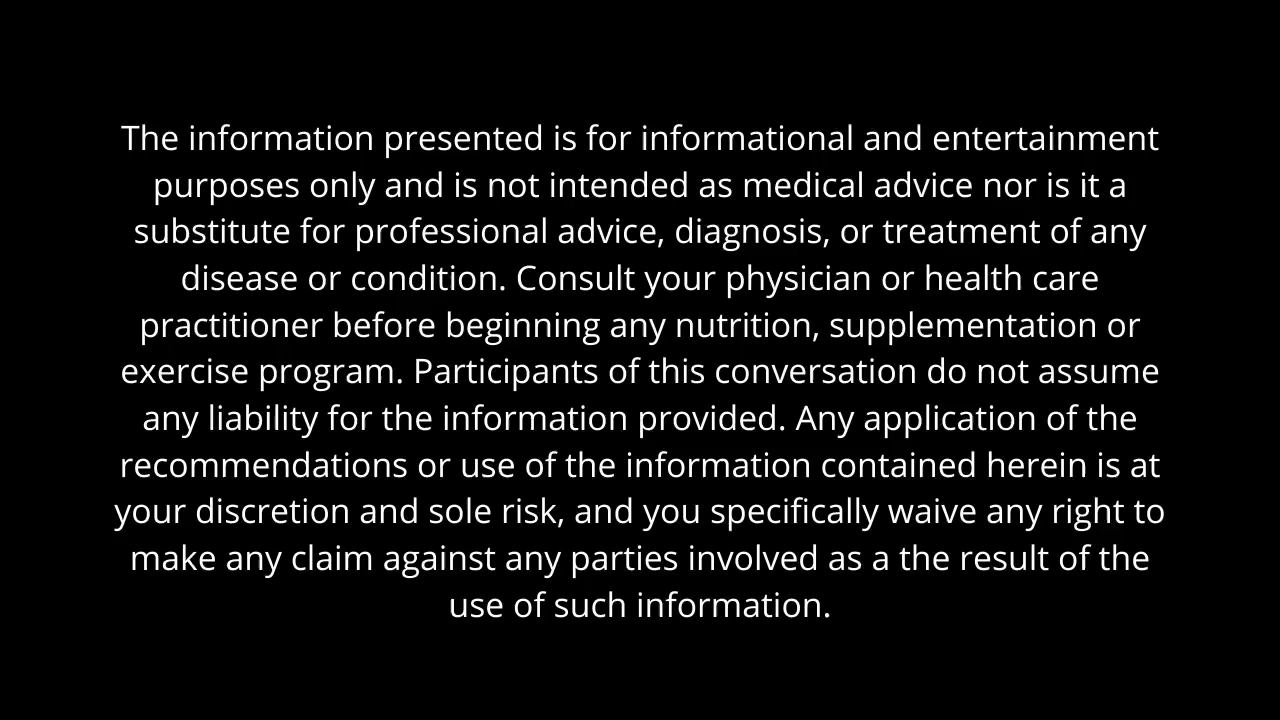 The information presented is for informational and entertainment
purposes only and is not intended as medical advice nor is it a
substitute for professional advice, diagnosis, or treatment of any
disease or condition. Consult your physician or health care
practitioner before beginning any nutrition, supplementation or
exercise program. Participants of this conversation do not assume
any liability for the information provided. Any application of the
recommendations or use of the information contained herein is at
your discretion and sole risk, and you specifically waive any right to
make any claim against any parties involved as a the result of the
use of such information.